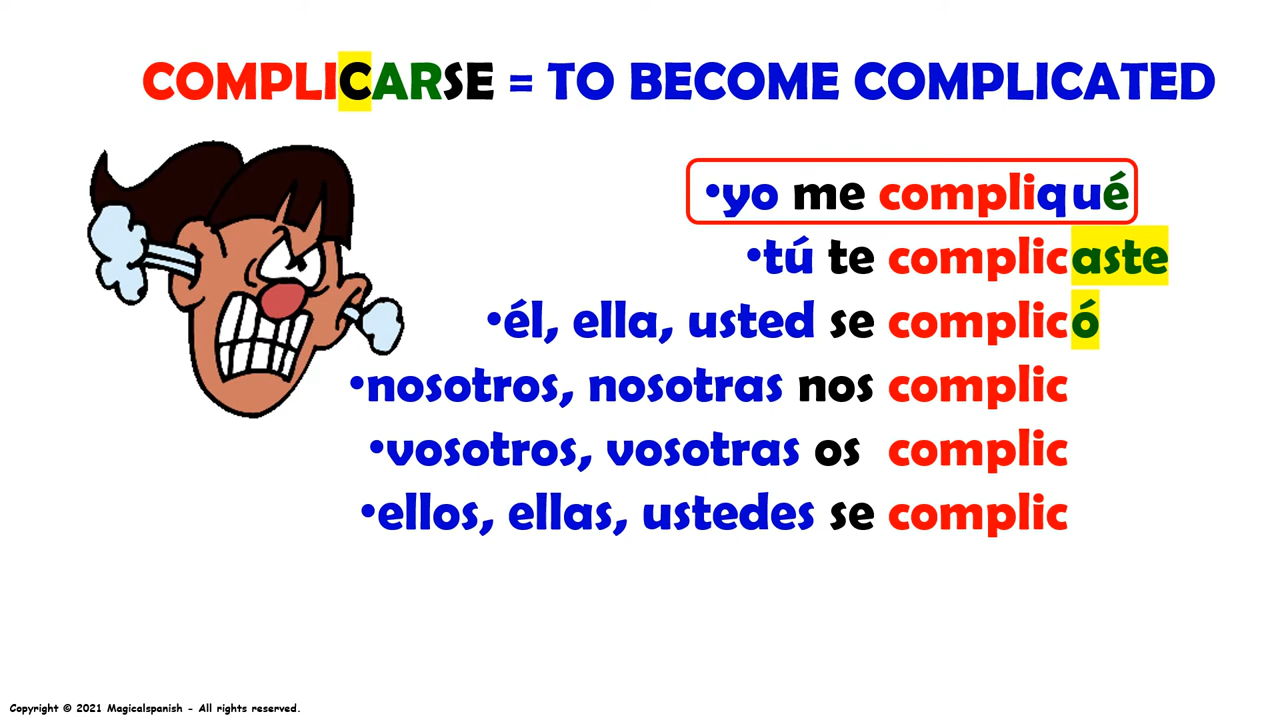 COMPLICARSE = TO BECOME COMPLICATED
•yo me compliqué
•tú te complicaste
•él, ella, usted se complicó
•nosotros, nosotras nos complic
•vosotros, vosotras os complic
•ellos, ellas, ustedes se complic
Copyright © 2021 Magicalspanish - All rights reserved.